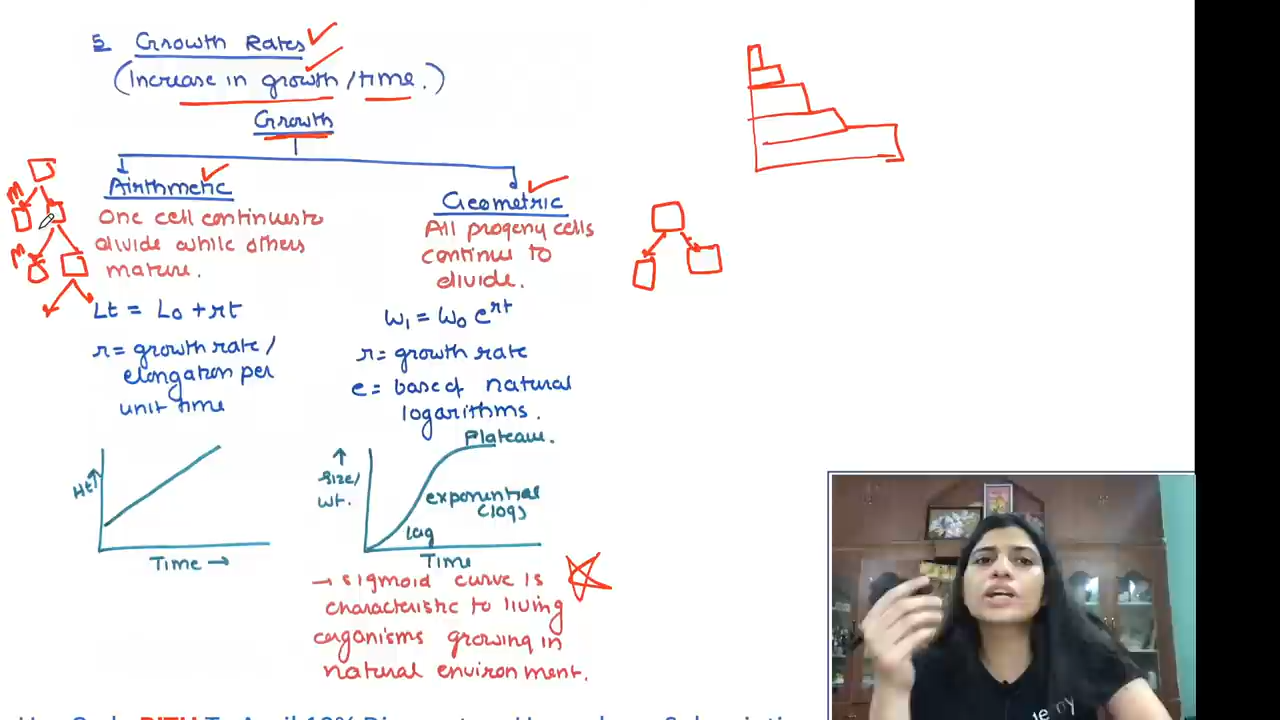 5. Growth Rates
(Increase in growth/time.)
Growth
Airthmetic
One cell continues to
divide while others
mature.
Lt = L0 + rt
r = growth rate/
elongation per
unit time
Ht
Time →
M
M
Geometric
All progeny cells
continue to
divide.
W1 = W0 e^rt
r = growth rate
e = base of natural
logarithms.
Plateau.
Size/
Wt.
exponential
(log)
lag
Time
→ sigmoid curve is
characteristic to living
organisms growing in
natural environment.